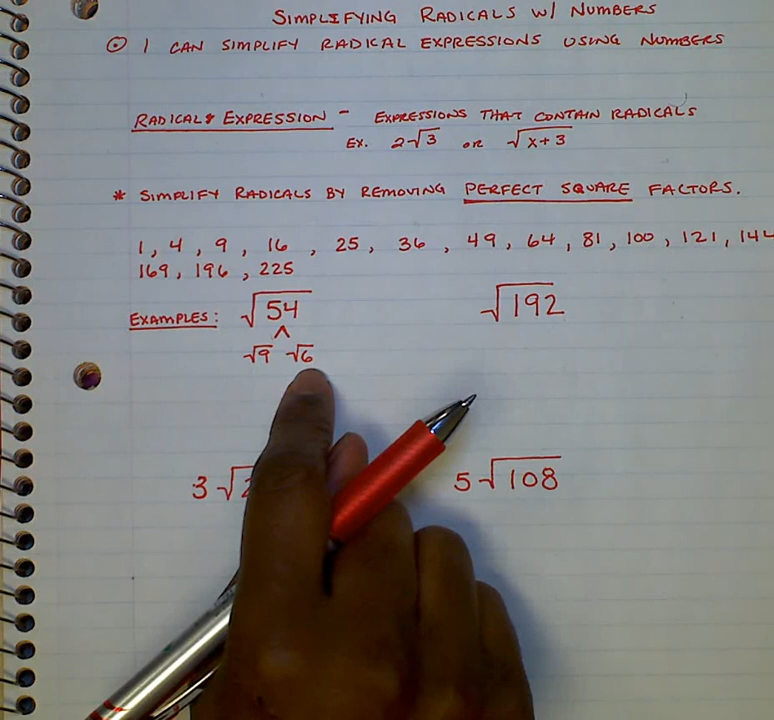 SIMPLIFYING RADICALS W/ NUMBERS
I CAN SIMPLIFY RADICAL EXPRESSIONS USING NUMBERS
RADICAL EXPRESSION - EXPRESSIONS THAT CONTAIN RADICALS
EX. 2√3 OR √x+3
* SIMPLIFY RADICALS BY REMOVING PERFECT SQUARE FACTORS.
1, 4, 9, 16, 25, 36, 49, 64, 81, 100, 121, 144
169, 196, 225
EXAMPLES: √54 √192
√9 √6
3√ 5√108